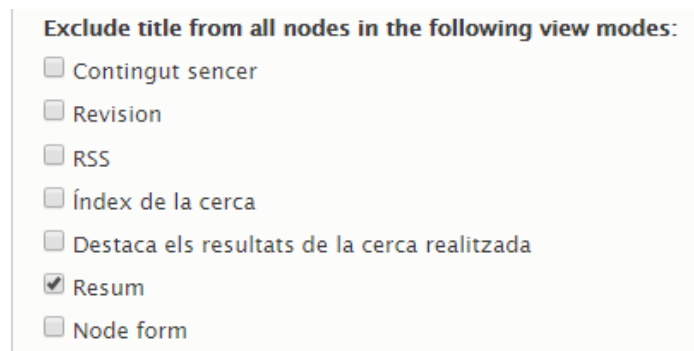 Exclude title from all nodes in the following view modes:
Contingut sencer
Revision
RSS
Índex de la cerca
Destaca els resultats de la cerca realitzada
Resum
Node form